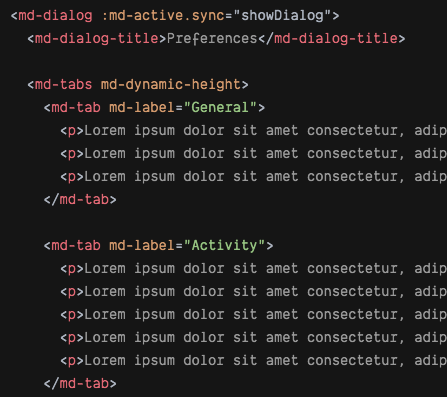 <md-dialog :md-active.sync="showDialog">
<md-dialog-title>Preferences</md-dialog-title>
<md-tabs md-dynamic-height>
<md-tab md-label="General">
<p>Lorem ipsum dolor sit amet consectetur, adip
<p>Lorem ipsum dolor sit amet consectetur, adip
<p>Lorem ipsum dolor sit amet consectetur, adip
</md-tab>
<md-tab md-label="Activity">
<p>Lorem ipsum dolor sit amet consectetur, adip
<p>Lorem ipsum dolor sit amet consectetur, adip
<p>Lorem ipsum dolor sit amet consectetur, adip
<p>Lorem ipsum dolor sit amet consectetur, adip
<p>Lorem ipsum dolor sit amet consectetur, adip
</md-tab>